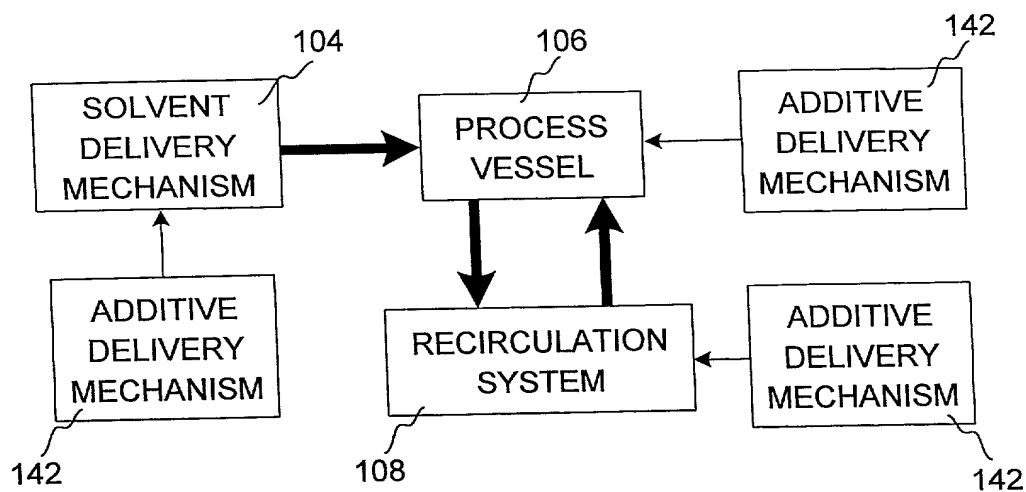 104
SOLVENT
DELIVERY
MECHANISM
106
PROCESS
VESSEL
142
ADDITIVE
DELIVERY
MECHANISM
ADDITIVE
DELIVERY
MECHANISM
142
RECIRCULATION
SYSTEM
108
ADDITIVE
DELIVERY
MECHANISM
142